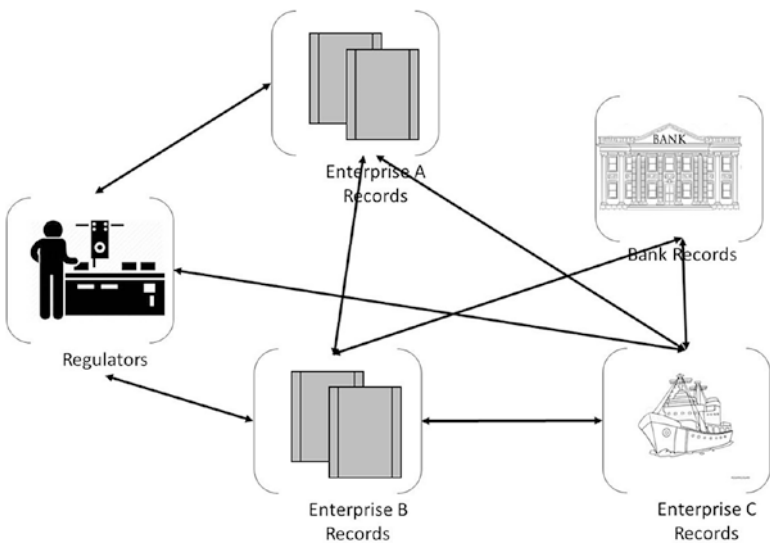 Enterprise A
Records
BANK
Bank Records
Regulators
Enterprise B
Records
Enterprise C
Records